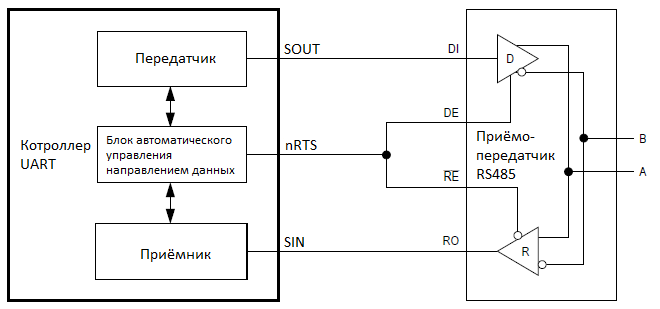 Передатчик
SOUT
DI
D
DE
Котроллер
UART
Блок автоматического
управления
направлением данных
nRTS
Приёмо-
передатчик
RS485
B
A
RE
Приёмник
SIN
RO
R